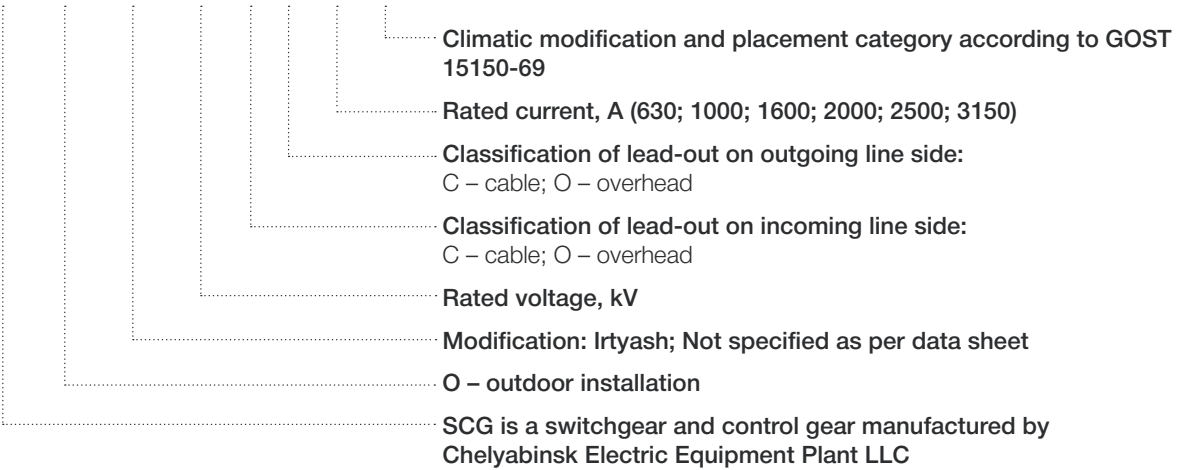 Climatic modification and placement category according to GOST
15150-69
Rated current, A (630; 1000; 1600; 2000; 2500; 3150)
Classification of lead-out on outgoing line side:
C – cable; O – overhead
Classification of lead-out on incoming line side:
C – cable; O – overhead
Rated voltage, kV
Modification: Irtyash; Not specified as per data sheet
O – outdoor installation
SCG is a switchgear and control gear manufactured by
Chelyabinsk Electric Equipment Plant LLC